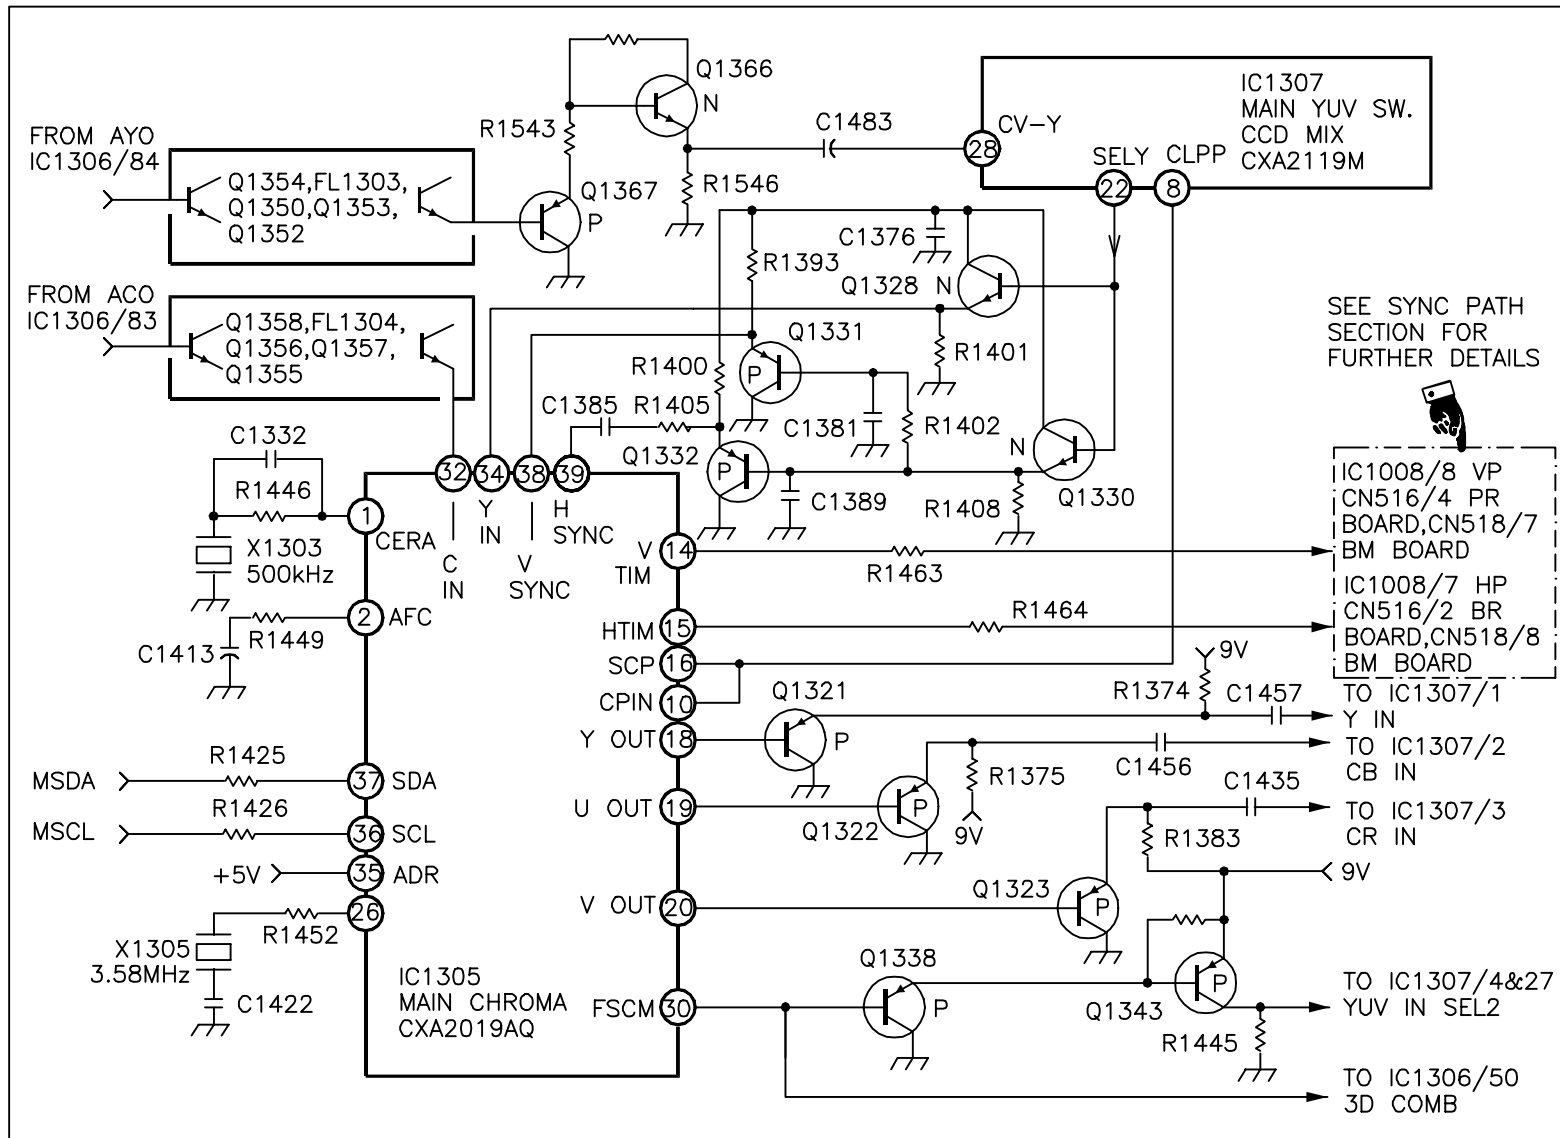 Q1366
N
IC1307
MAIN YUV SW.
CCD MIX
CXA2119M
FROM AYO
IC1306/84
R1543
C1483
CV-Y
28
SELY
CLPP
22
8
Q1354,FL1303,
Q1350,Q1353,
Q1352
Q1367
P
R1546
C1376
R1393
Q1328
N
FROM ACO
IC1306/83
Q1358,FL1304,
Q1356,Q1357,
Q1355
Q1331
P
R1401
R1400
SEE SYNC PATH
SECTION FOR
FURTHER DETAILS
C1385
R1405
C1381
R1402
N
Q1332
P
C1389
R1408
Q1330
C1332
R1446
32
34
38
39
1
CERA
X1303
500kHz
C
IN
Y
IN
V
SYNC
H
SYNC
V
TIM
14
R1463
IC1008/8 VP
CN516/4 PR
BOARD,CN518/7
BM BOARD
IC1008/7 HP
CN516/2 BR
BOARD,CN518/8
BM BOARD
2
AFC
R1449
C1413
HTIM
15
R1464
SCP
16
CPIN
10
9V
R1374
C1457
TO IC1307/1
Y IN
Q1321
P
Y OUT
18
TO IC1307/2
CB IN
C1456
R1375
9V
MSDA
R1425
37
SDA
U OUT
19
Q1322
P
C1435
TO IC1307/3
CR IN
R1383
MSCL
R1426
36
SCL
+5V
35
ADR
9V
26
R1452
X1305
3.58MHz
C1422
V OUT
20
Q1323
P
IC1305
MAIN CHROMA
CXA2019AQ
FSCM
30
Q1338
P
Q1343
P
R1445
TO IC1307/4&27
YUV IN SEL2
TO IC1306/50
3D COMB